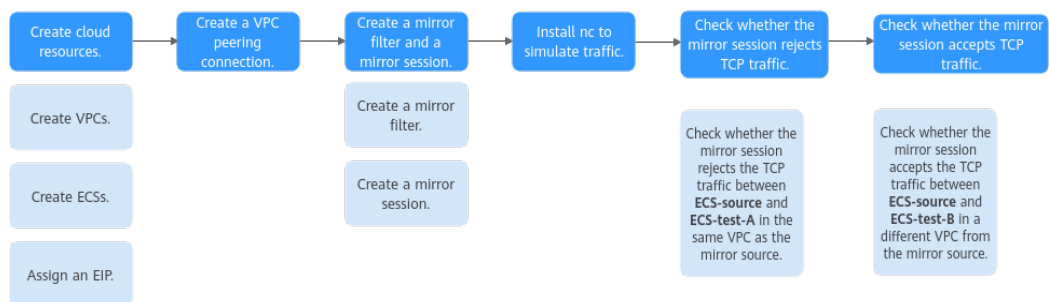 Create cloud
resources.
Create a VPC
peering
connection.
Create a mirror
filter and a
mirror session.
Install nc to
simulate traffic.
Check whether the
mirror session rejects
TCP traffic.
Check whether the mirror
session accepts TCP
traffic.
Create VPCs.
Create ECSs.
Assign an EIP.
Create a mirror
filter.
Create a mirror
session.
Check whether the
mirror session
rejects the TCP
traffic between
ECS-source and
ECS-test-A in the
same VPC as the
mirror source.
Check whether the
mirror session
accepts the TCP
traffic between
ECS-source and
ECS-test-B in a
different VPC from
the mirror source.